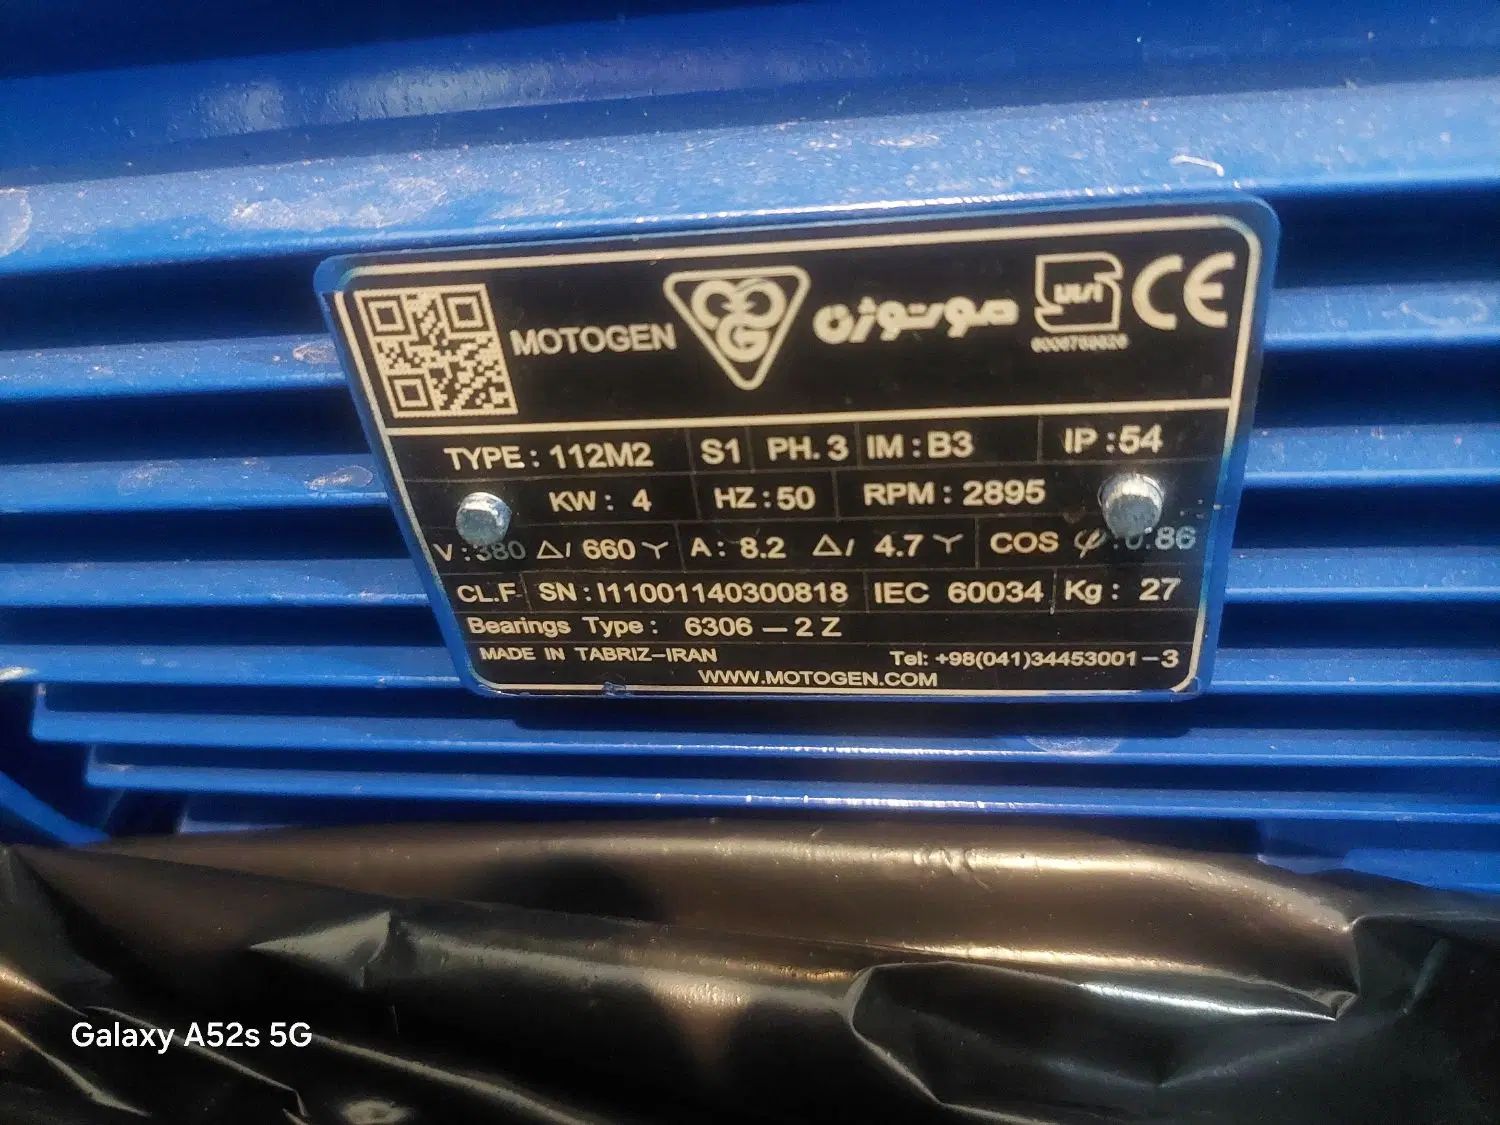 MOTOGEN موتوژن CE
TYPE : 112M2 S1 PH. 3 IM : B3 IP : 54
KW : 4 HZ : 50 RPM : 2895
V : 380 △/ 660 Y A : 8.2 △/ 4.7 Y COS φ : 0.86
CL.F SN : I11001140300818 IEC 60034 Kg : 27
Bearings Type : 6306 – 2 Z
MADE IN TABRIZ–IRAN Tel: +98(041)34453001–3
WWW.MOTOGEN.COM
Galaxy A52s 5G